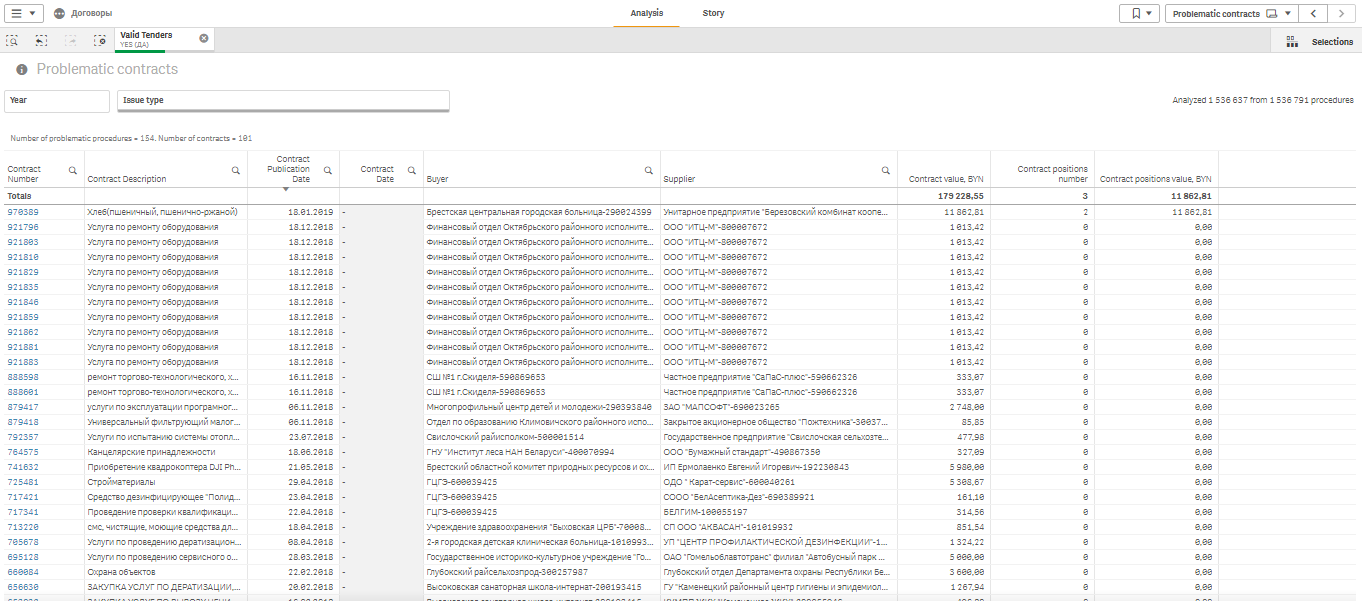 Договоры
Analysis
Story
Problematic contracts
Valid Tenders
YES (ДА)
Selections
Problematic contracts
Year
Issue type
Analyzed 1 536 637 from 1 536 791 procedures
Number of problematic procedures = 154. Number of contracts = 101
Contract Number Contract Description Contract Publication Date Contract Date Buyer Supplier Contract value, BYN Contract positions number Contract positions value, BYN
Totals 179 228,55 3 11 862,81
970389 Хлеб(пшеничный, пшенично-ржаной) 18.01.2019 - Брестская центральная городская больница-290024399 Унитарное предприятие "Березовский комбинат коопе... 11 862,81 2 11 862,81
921796 Услуга по ремонту оборудования 18.12.2018 - Финансовый отдел Октябрьского районного исполните... ООО "ИТЦ-М"-800007672 1 013,42 0 0,00
921803 Услуга по ремонту оборудования 18.12.2018 - Финансовый отдел Октябрьского районного исполните... ООО "ИТЦ-М"-800007672 1 013,42 0 0,00
921810 Услуга по ремонту оборудования 18.12.2018 - Финансовый отдел Октябрьского районного исполните... ООО "ИТЦ-М"-800007672 1 013,42 0 0,00
921829 Услуга по ремонту оборудования 18.12.2018 - Финансовый отдел Октябрьского районного исполните... ООО "ИТЦ-М"-800007672 1 013,42 0 0,00
921835 Услуга по ремонту оборудования 18.12.2018 - Финансовый отдел Октябрьского районного исполните... ООО "ИТЦ-М"-800007672 1 013,42 0 0,00
921846 Услуга по ремонту оборудования 18.12.2018 - Финансовый отдел Октябрьского районного исполните... ООО "ИТЦ-М"-800007672 1 013,42 0 0,00
921859 Услуга по ремонту оборудования 18.12.2018 - Финансовый отдел Октябрьского районного исполните... ООО "ИТЦ-М"-800007672 1 013,42 0 0,00
921862 Услуга по ремонту оборудования 18.12.2018 - Финансовый отдел Октябрьского районного исполните... ООО "ИТЦ-М"-800007672 1 013,42 0 0,00
921881 Услуга по ремонту оборудования 18.12.2018 - Финансовый отдел Октябрьского районного исполните... ООО "ИТЦ-М"-800007672 1 013,42 0 0,00
921883 Услуга по ремонту оборудования 18.12.2018 - Финансовый отдел Октябрьского районного исполните... ООО "ИТЦ-М"-800007672 1 013,42 0 0,00
888598 ремонт торгово-технологического, х... 16.11.2018 - СШ №1 г.Скиделя-590869653 Частное предприятие "СаПаС-плюс"-590662326 333,07 0 0,00
888601 ремонт торгово-технологического, х... 16.11.2018 - СШ №1 г.Скиделя-590869653 Частное предприятие "СаПаС-плюс"-590662326 333,07 0 0,00
879417 услуги по эксплуатации програмног... 06.11.2018 - Многопрофильный центр детей и молодежи-290393840 ЗАО "МАПСОФТ"-690023265 2 748,00 0 0,00
879418 Универсальный фильтрующий малог... 06.11.2018 - Отдел по образованию Климовичского районного испо... Закрытое акционерное общество "Пожтехника"-30037... 85,85 0 0,00
792357 Услуги по испытанию системы отопл... 23.07.2018 - Свислочский райисполком-500001514 Государственное предприятие "Свислочская сельхозте... 477,98 0 0,00
764575 Канцелярские принадлежности 18.06.2018 - ГНУ "Институт леса НАН Беларуси"-400070994 ООО "Бумажный стандарт"-490867350 327,09 0 0,00
741632 Приобретение квадрокоптера DJI Ph... 21.05.2018 - Брестский областной комитет природных ресурсов и ох... ИП Ермолаенко Евгений Игоревич-192230843 5 980,00 0 0,00
725481 Стройматериалы 29.04.2018 - ГЦГЭ-600039425 ОДО " Карат-сервис"-600040261 5 308,67 0 0,00
717421 Средство дезинфицирующее "Полид... 23.04.2018 - ГЦГЭ-600039425 СООО "БелАсептика-Дез"-690389921 161,10 0 0,00
717341 Проведение проверки квалификаци... 22.04.2018 - ГЦГЭ-600039425 БЕЛГИМ-100055197 314,56 0 0,00
713220 смс, чистящие, моющие средства дл... 18.04.2018 - Учреждение здравоохранения "Быховская ЦРБ"-70008... СП ООО "АКВАСАН"-101019932 851,54 0 0,00
705678 Услуги по проведению дератизацион... 08.04.2018 - 2-я городская детская клиническая больница-1010993... УП "ЦЕНТР ПРОФИЛАКТИЧЕСКОЙ ДЕЗИНФЕКЦИИ"-1... 1 324,22 0 0,00
695128 Услуги по проведению сервисного о... 28.03.2018 - Государственное историко-культурное учреждение "Го... ОАО "Гомельоблавтотранс" филиал "Автобусный парк ... 5 000,00 0 0,00
660084 Охрана объектов 22.02.2018 - Глубокский райсельхозпрод-300257987 Глубокский отдел Департамента охраны Республики Бе... 3 600,00 0 0,00
656630 ЗАКУПКА УСЛУГ ПО ДЕРАТИЗАЦИИ,... 20.02.2018 - Высоковская санаторная школа-интернат-200193415 ГУ "Каменецкий районный центр гигиены и эпидемиол... 1 267,94 0 0,00